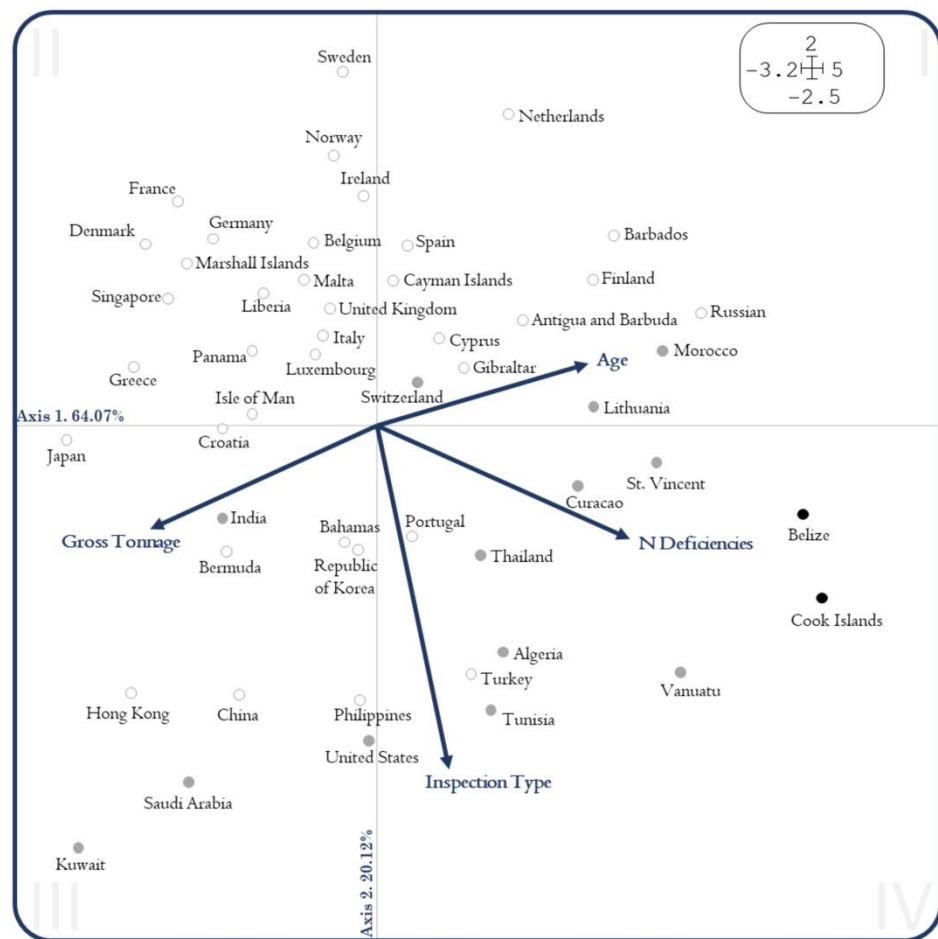 II
I
2
-3.2 5
-2.5
Sweden
Netherlands
Norway
Ireland
France
Denmark
Germany
Belgium
Spain
Barbados
Marshall Islands
Malta
Cayman Islands
Finland
Singapore
Liberia
United Kingdom
Antigua and Barbuda
Russian
Italy
Cyprus
Panama
Luxembourg
Gibraltar
Age
Morocco
Greece
Isle of Man
Switzerland
Lithuania
Axis 1. 64.07%
Croatia
Japan
St. Vincent
Curacao
India
Bahamas
Portugal
Belize
Gross Tonnage
N Deficiencies
Bermuda
Republic
of Korea
Thailand
Cook Islands
Algeria
Turkey
Vanuatu
Hong Kong
China
Philippines
Tunisia
United States
Inspection Type
Saudi Arabia
Kuwait
Axis 2. 20.12%
III
IV